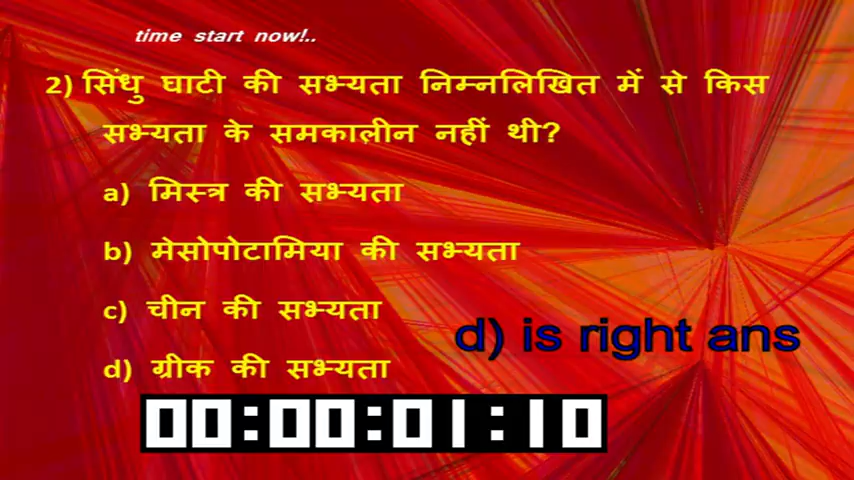 time start now!..
2) सिंधु घाटी की सभ्यता निम्नलिखित में से किस
सभ्यता के समकालीन नहीं थी?
a) मिस्त्र की सभ्यता
b) मेसोपोटामिया की सभ्यता
c) चीन की सभ्यता
d) is right ans
d) ग्रीक की सभ्यता
00:00:01:10